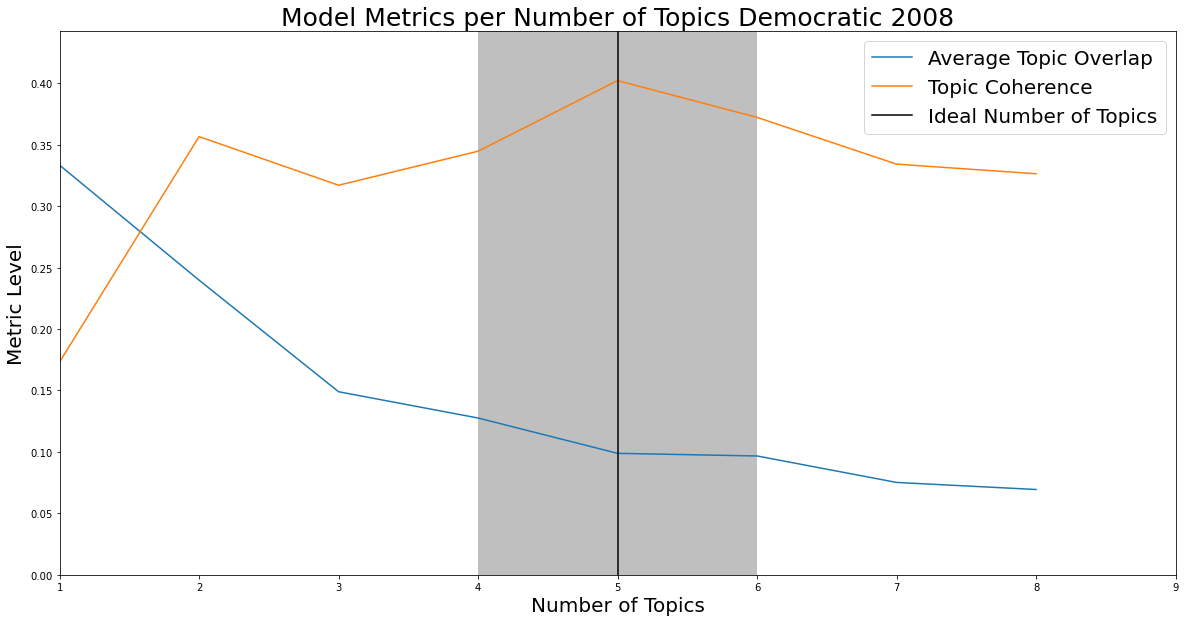 Model Metrics per Number of Topics Democratic 2008
Average Topic Overlap
Topic Coherence
Ideal Number of Topics
Metric Level
0.40
0.35
0.30
0.25
0.20
0.15
0.10
0.05
0.00
1 2 3 4 5 6 7 8 9
Number of Topics